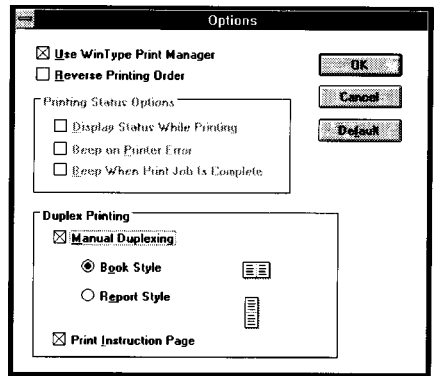 Options
Use WinType Print Manager
Reverse Printing Order
OK
Cancel
Default
Printing Status Options
Display Status While Printing
Beep on Printer Error
Beep When Print Job Is Complete
Duplex Printing
Manual Duplexing
Book Style
Report Style
Print Instruction Page